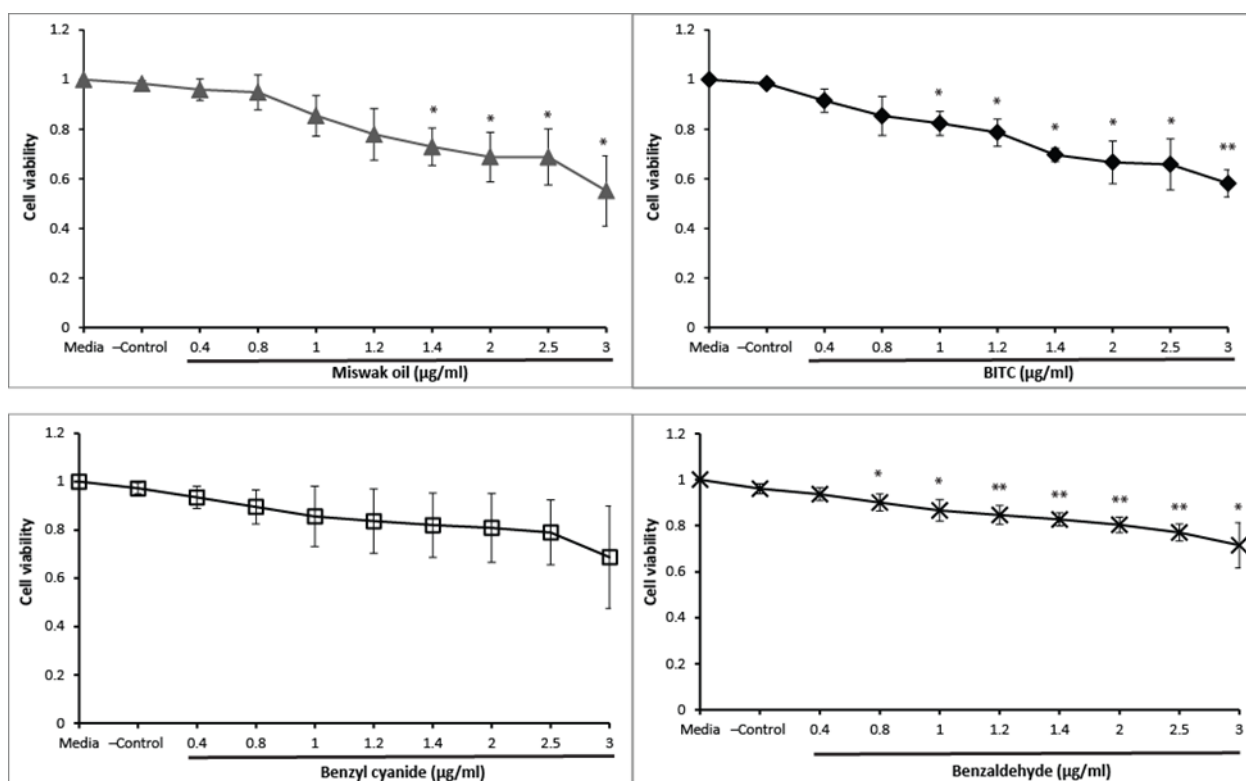 1.2
1
0.8
0.6
0.4
0.2
0
Cell viability
* * * *
Media –Control 0.4 0.8 1 1.2 1.4 2 2.5 3
Miswak oil (µg/ml)
1.2
1
0.8
0.6
0.4
0.2
0
Cell viability
* * * * * **
Media –Control 0.4 0.8 1 1.2 1.4 2 2.5 3
BITC (µg/ml)
1.2
1
0.8
0.6
0.4
0.2
0
Cell viability
Media –Control 0.4 0.8 1 1.2 1.4 2 2.5 3
Benzyl cyanide (µg/ml)
1.2
1
0.8
0.6
0.4
0.2
0
Cell viability
* * ** ** ** ** *
Media –Control 0.4 0.8 1 1.2 1.4 2 2.5 3
Benzaldehyde (µg/ml)